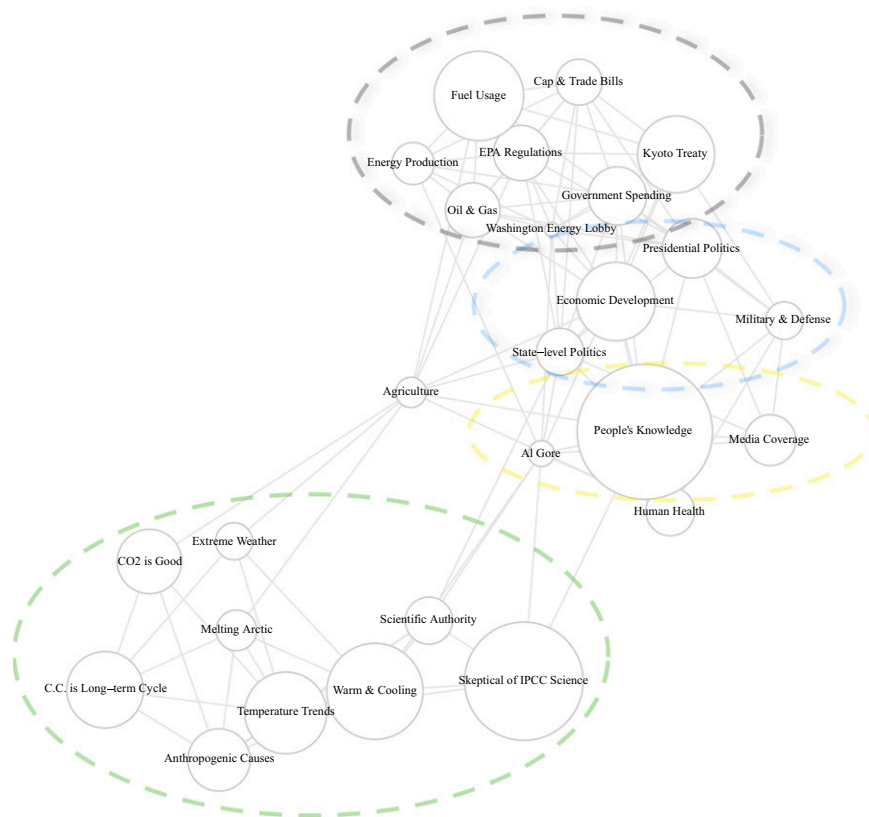 Cap & Trade Bills
Fuel Usage
EPA Regulations
Kyoto Treaty
Energy Production
Government Spending
Oil & Gas
Washington Energy Lobby
Presidential Politics
Economic Development
Military & Defense
State–level Politics
Agriculture
People's Knowledge
Media Coverage
Al Gore
Human Health
Extreme Weather
CO2 is Good
Scientific Authority
Melting Arctic
Skeptical of IPCC Science
C.C. is Long–term Cycle
Warm & Cooling
Temperature Trends
Anthropogenic Causes